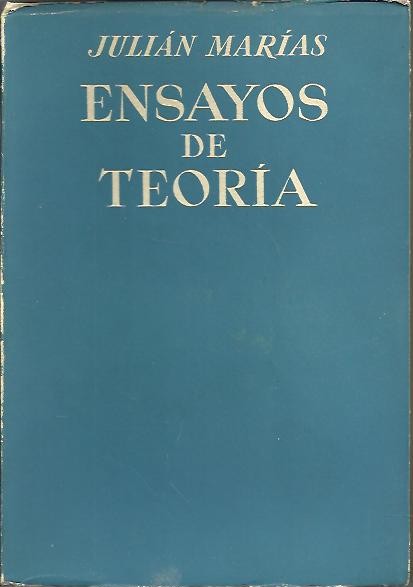 JULIÁN MARÍAS
ENSAYOS
DE
TEORÍA